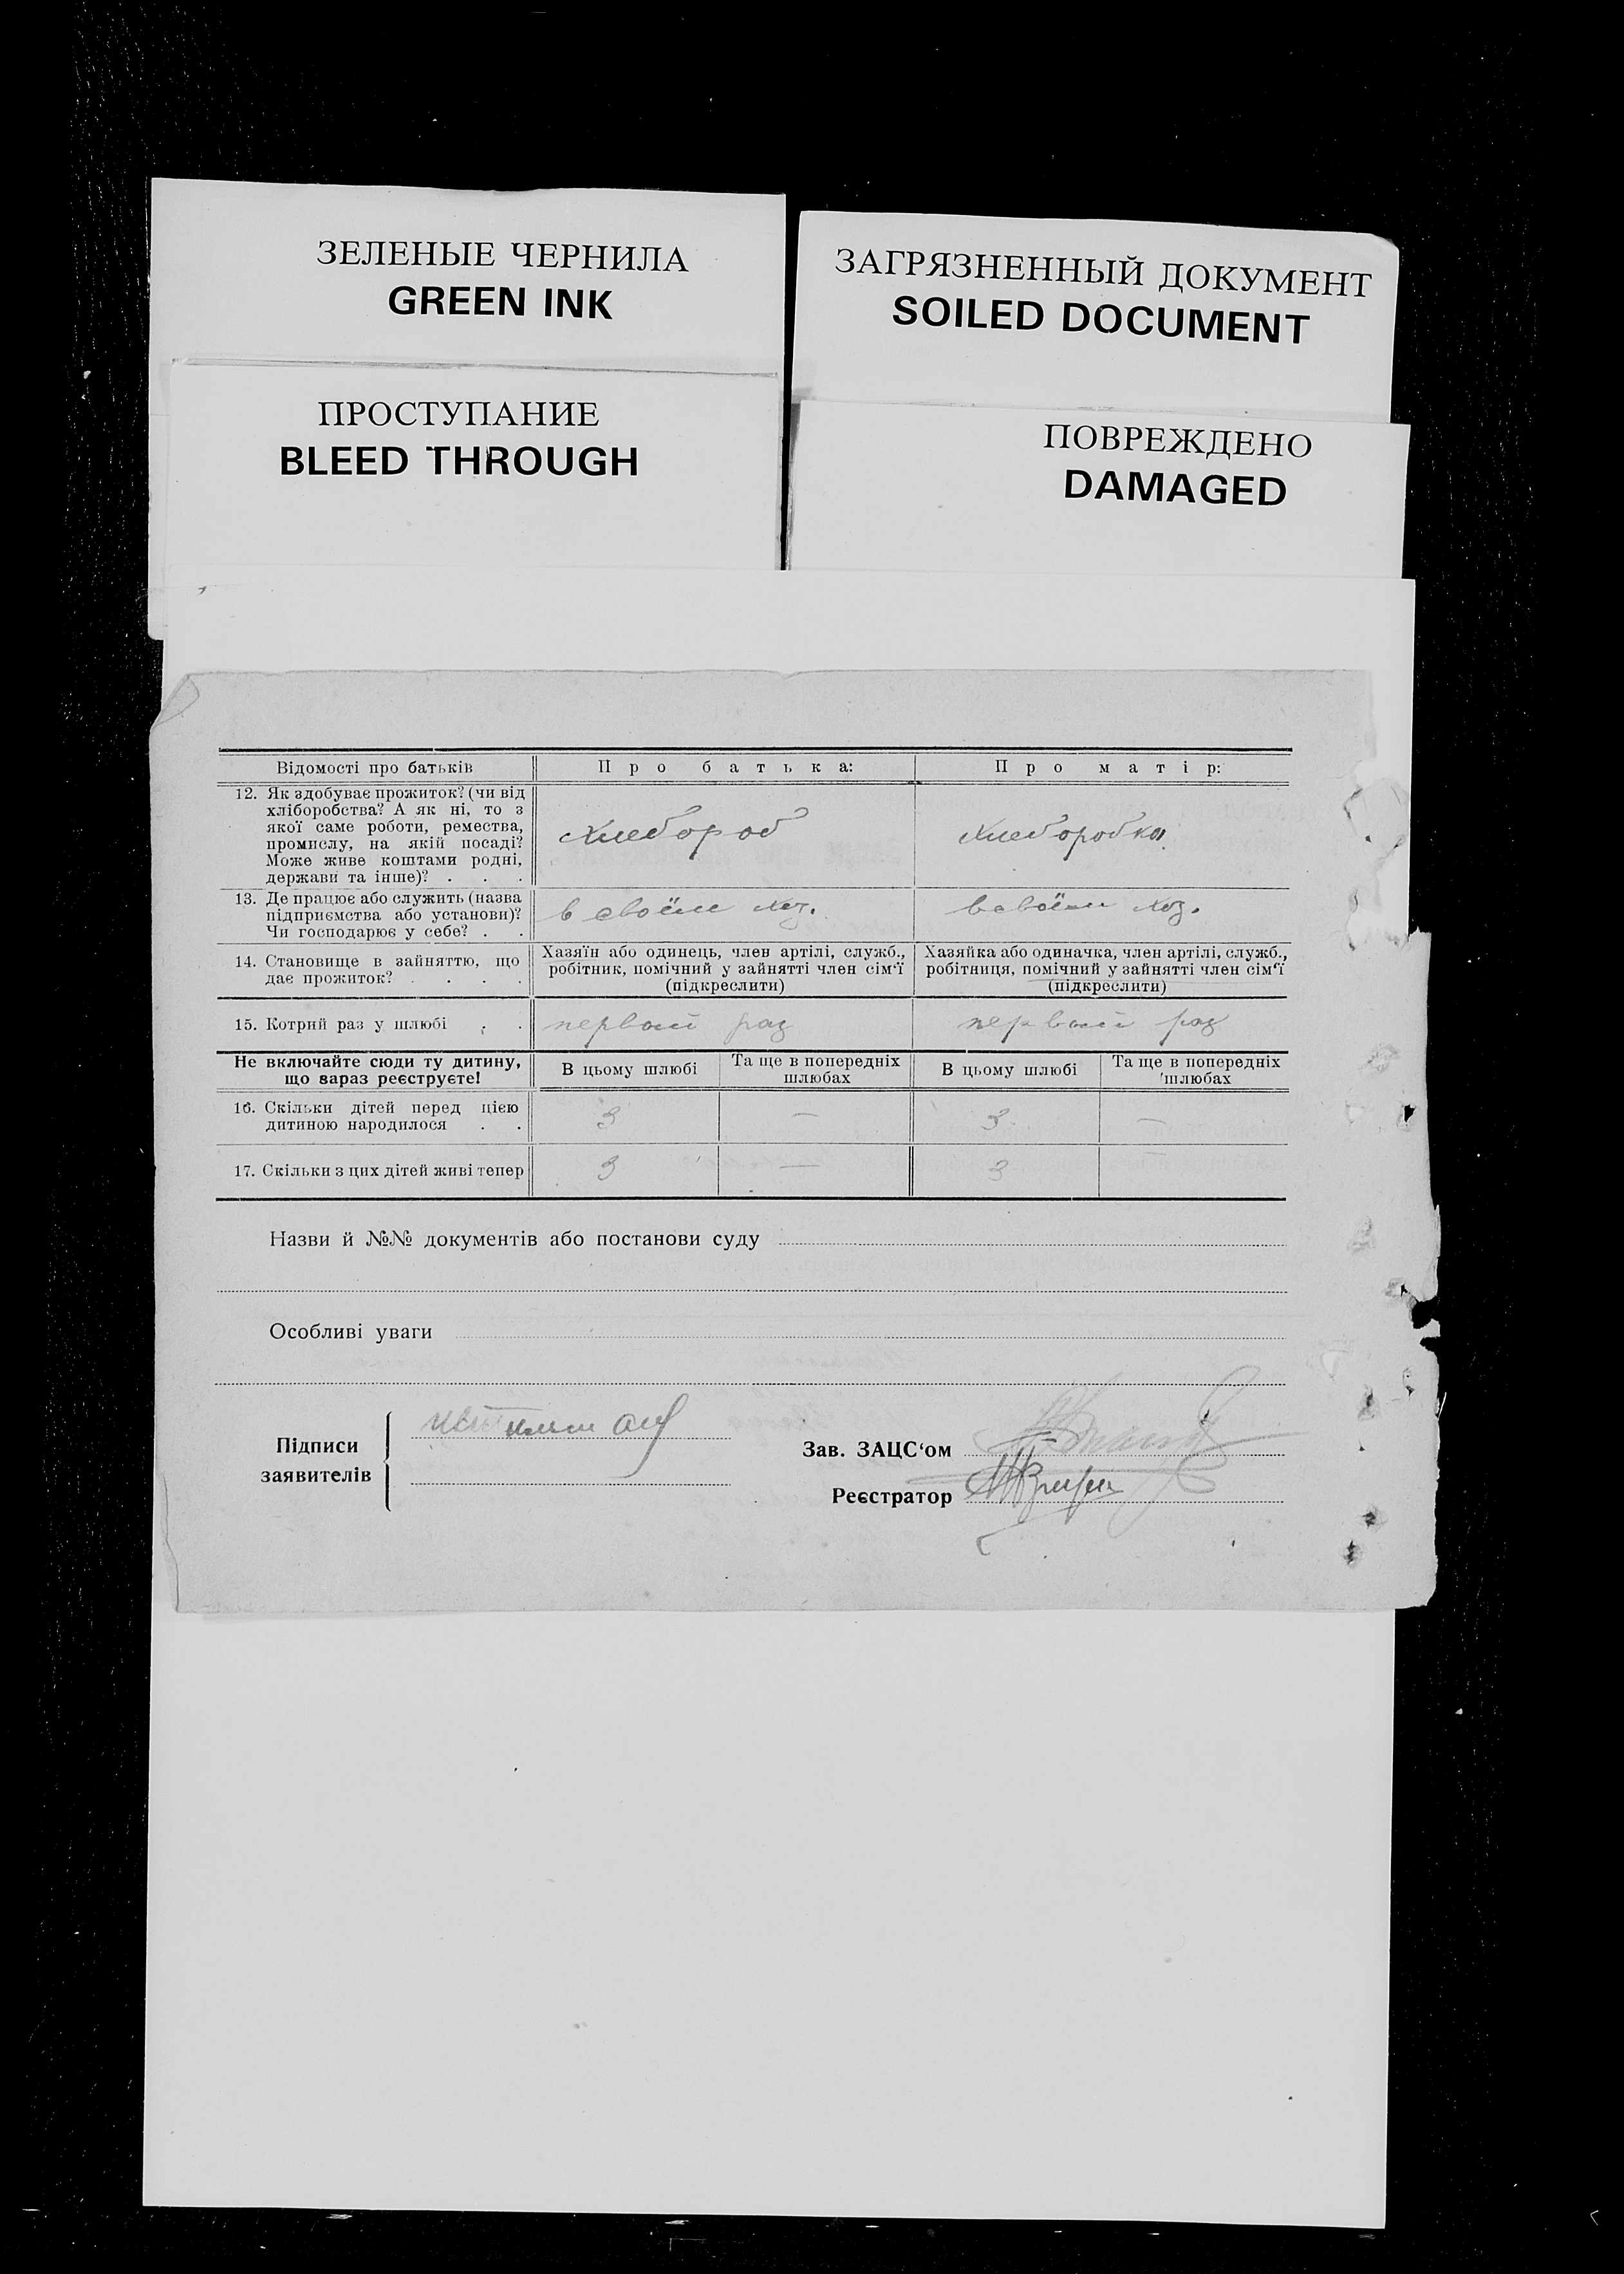 ЗЕЛЕНЫЕ ЧЕРНИЛА
GREEN INK
ЗАГРЯЗНЕННЫЙ ДОКУМЕНТ
SOILED DOCUMENT
ПРОСТУПАНИЕ
BLEED THROUGH
ПОВРЕЖДЕНО
DAMAGED
Відомості про батьків
Про батька:
Про матір:
12. Як здобуває прожиток? (чи від
хліборобства? А як ні, то з
якої саме роботи, ремества,
промислу, на якій посаді?
Може живе коштами родні,
держави та інше)? . . .
хлебороб
хлеборобка
13. Де працює або служить (назва
підприємства або установи)?
Чи господарює у себе? . .
в своём хоз.
в своём хоз.
14. Становище в зайняттю, що
дає прожиток? . . . .
Хазяїн або одинець, член артілі, служб.,
робітник, помічний у зайнятті член сім'ї
(підкреслити)
Хазяйка або одиначка, член артілі, служб.,
робітниця, помічний у зайнятті член сім'ї
(підкреслити)
15. Котрий раз у шлюбі . .
первый раз
первый раз
Не включайте сюди ту дитину,
що зараз реєструєте!
В цьому шлюбі
Та ще в попередніх
шлюбах
В цьому шлюбі
Та ще в попередніх
шлюбах
16. Скільки дітей перед цією
дитиною народилося . .
3 — 3 —
17. Скільки з цих дітей живі тепер
3 — 3 —
Назви й №№ документів або постанови суду
Особливі уваги
Підписи
заявителів
Зав. ЗАЦС'ом
Реєстратор